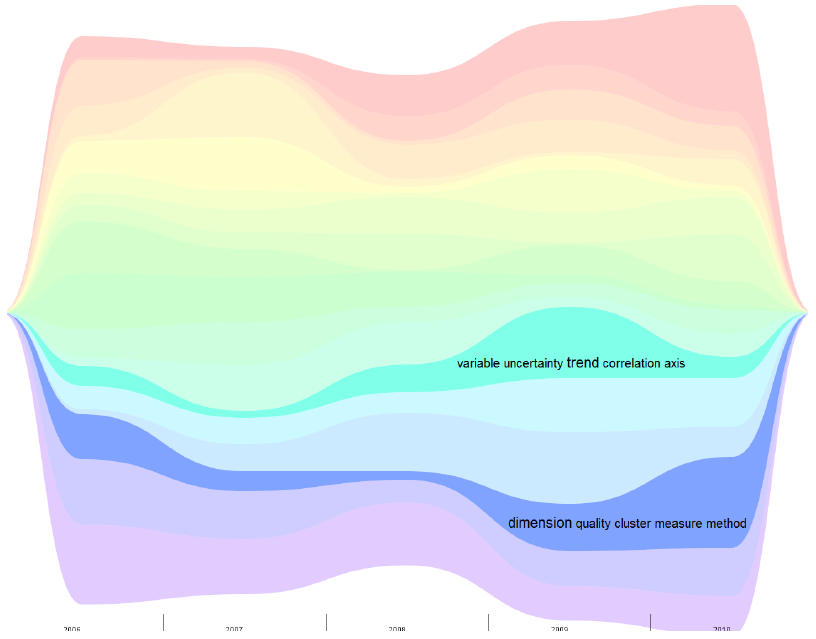 variable uncertainty trend correlation axis
dimension quality cluster measure method
2006 2007 2008 2009 2010